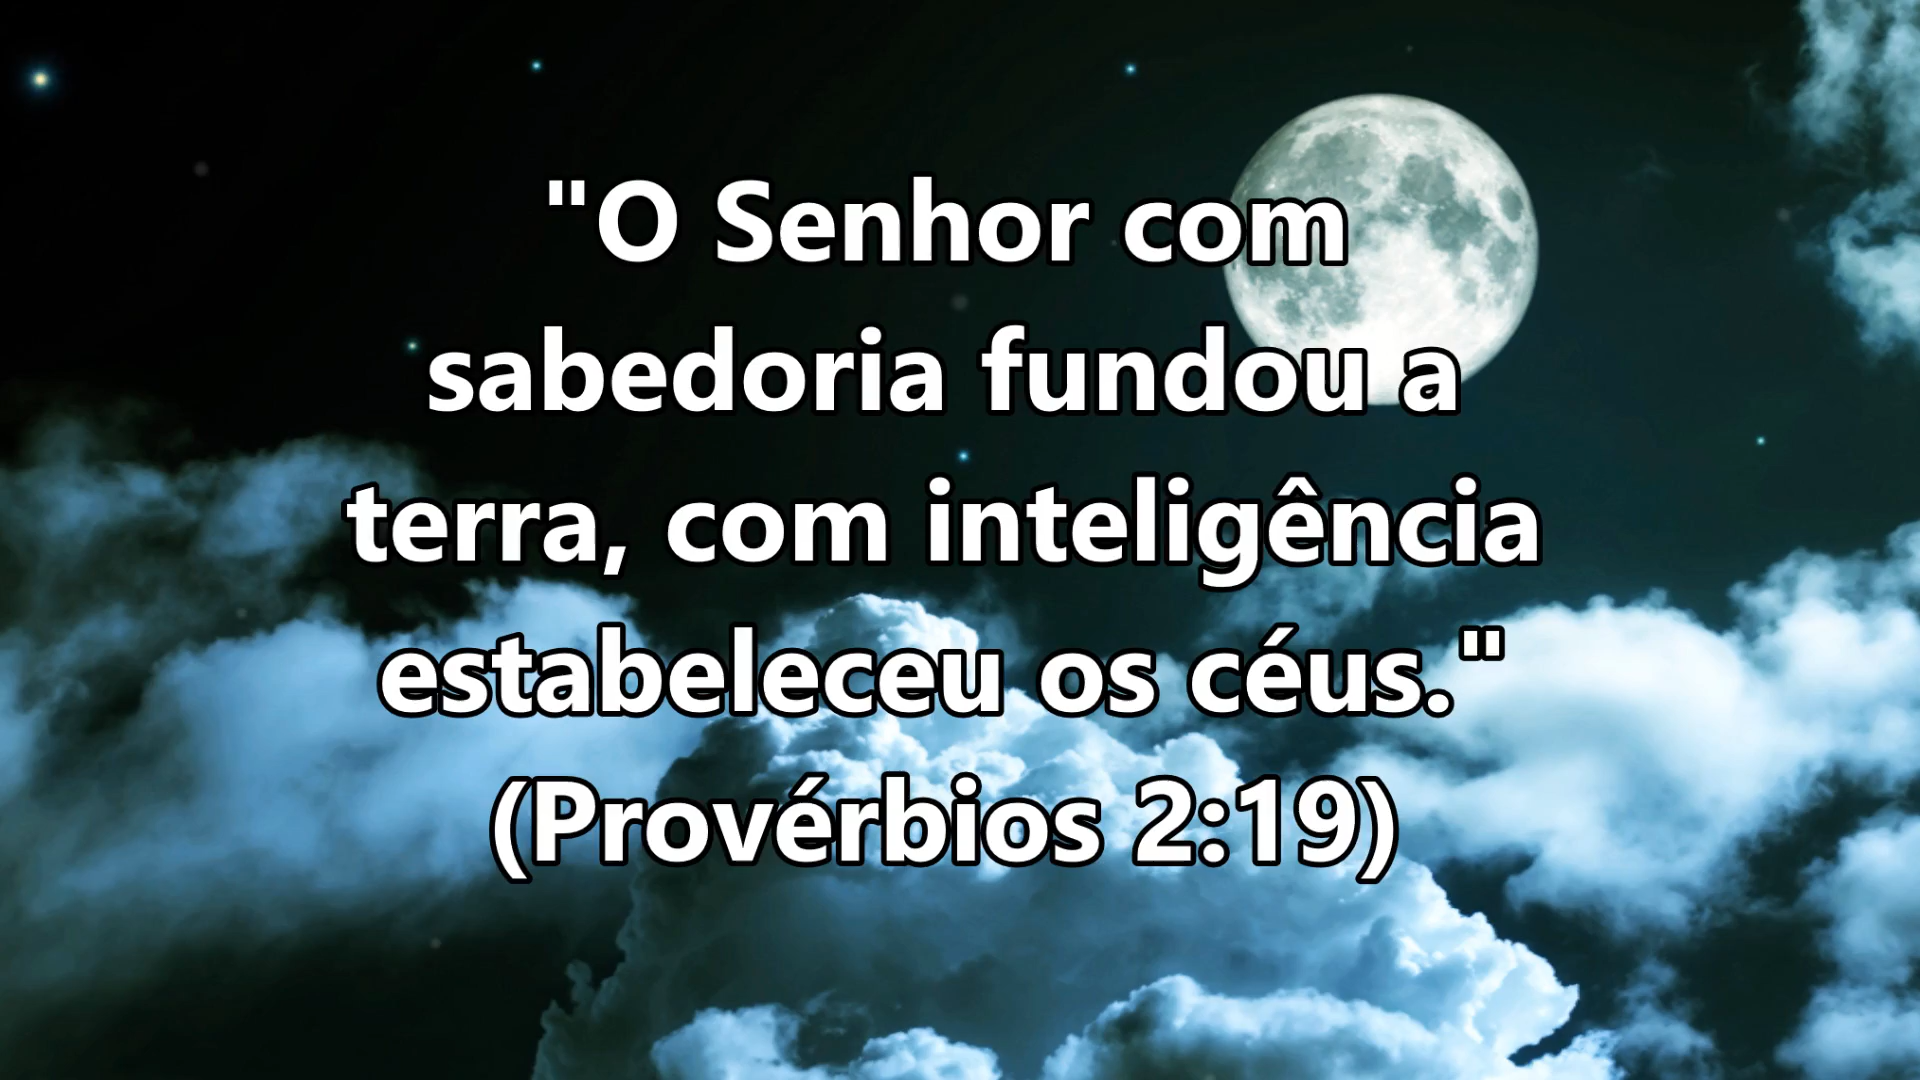 "O Senhor com
sabedoria fundou a
terra, com inteligência
estabeleceu os céus."
(Provérbios 2:19)